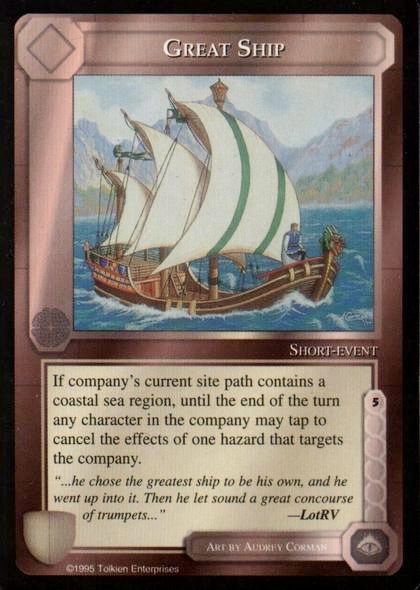 GREAT SHIP
SHORT-EVENT
If company's current site path contains a
coastal sea region, until the end of the turn
any character in the company may tap to
cancel the effects of one hazard that targets
the company.
5
"...he chose the greatest ship to be his own, and he
went up into it. Then he let sound a great concourse
of trumpets..." —LotRV
ART BY AUDREY CORMAN
©1995 Tolkien Enterprises